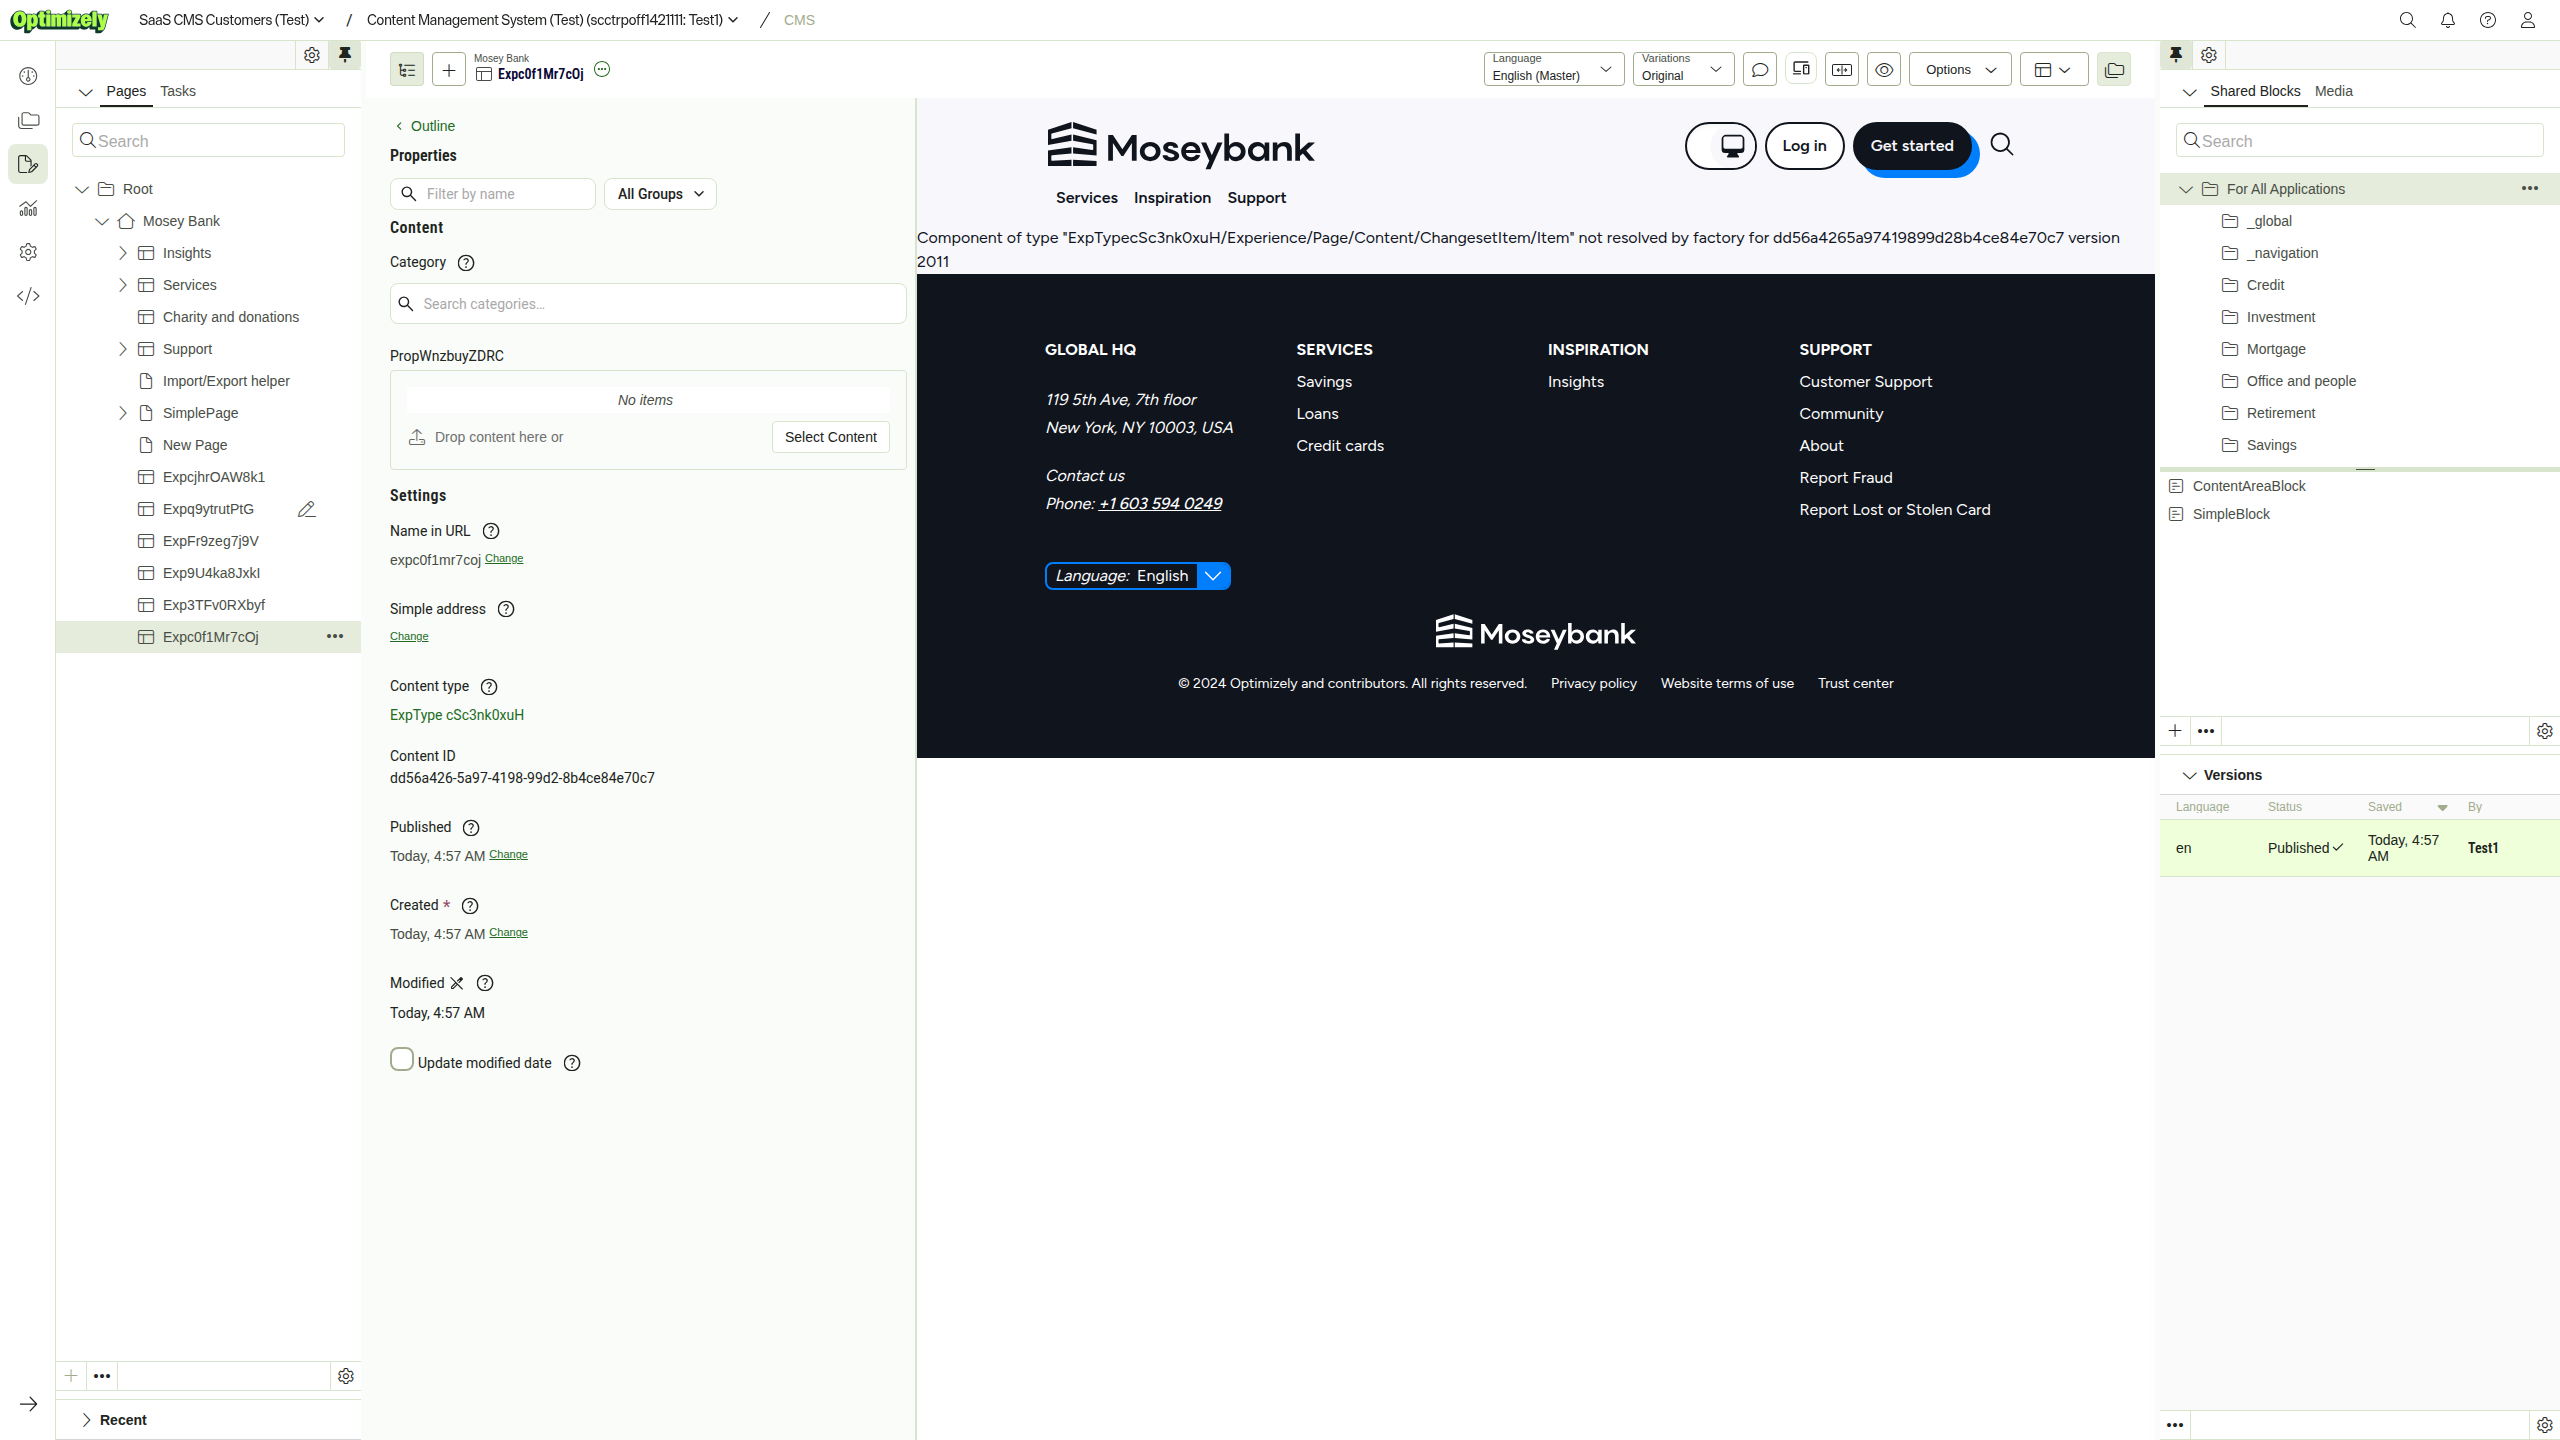 Optimizely
SaaS CMS Customers (Test)
/
Content Management System (Test) (scctrpoff1421111: Test1)
/
CMS
Pages
Tasks
Search
Root
Mosey Bank
Insights
Services
Charity and donations
Support
Import/Export helper
SimplePage
New Page
ExpcjhrOAW8k1
Expq9ytrutPtG
ExpFr9zeg7j9V
Exp9U4ka8JxkI
Exp3TFv0RXbyf
Expc0f1Mr7cOj
Recent
Mosey Bank
Expc0f1Mr7cOj
Language
English (Master)
Variations
Original
Options
Outline
Properties
Filter by name
All Groups
Content
Category
Search categories...
PropWnzbuyZDRC
No items
Drop content here or
Select Content
Settings
Name in URL
expc0f1mr7coj Change
Simple address
Change
Content type
ExpType cSc3nk0xuH
Content ID
dd56a426-5a97-4198-99d2-8b4ce84e70c7
Published
Today, 4:57 AM Change
Created *
Today, 4:57 AM Change
Modified
Today, 4:57 AM
Update modified date
Moseybank
Log in
Get started
Services
Inspiration
Support
Component of type "ExpTypecSc3nk0xuH/Experience/Page/Content/ChangesetItem/Item" not resolved by factory for dd56a4265a97419899d28b4ce84e70c7 version
2011
GLOBAL HQ
119 5th Ave, 7th floor
New York, NY 10003, USA
Contact us
Phone: +1 603 594 0249
SERVICES
Savings
Loans
Credit cards
INSPIRATION
Insights
SUPPORT
Customer Support
Community
About
Report Fraud
Report Lost or Stolen Card
Language: English
Moseybank
© 2024 Optimizely and contributors. All rights reserved.
Privacy policy
Website terms of use
Trust center
Shared Blocks
Media
Search
For All Applications
_global
_navigation
Credit
Investment
Mortgage
Office and people
Retirement
Savings
ContentAreaBlock
SimpleBlock
Versions
Language
Status
Saved
By
en
Published
Today, 4:57
AM
Test1